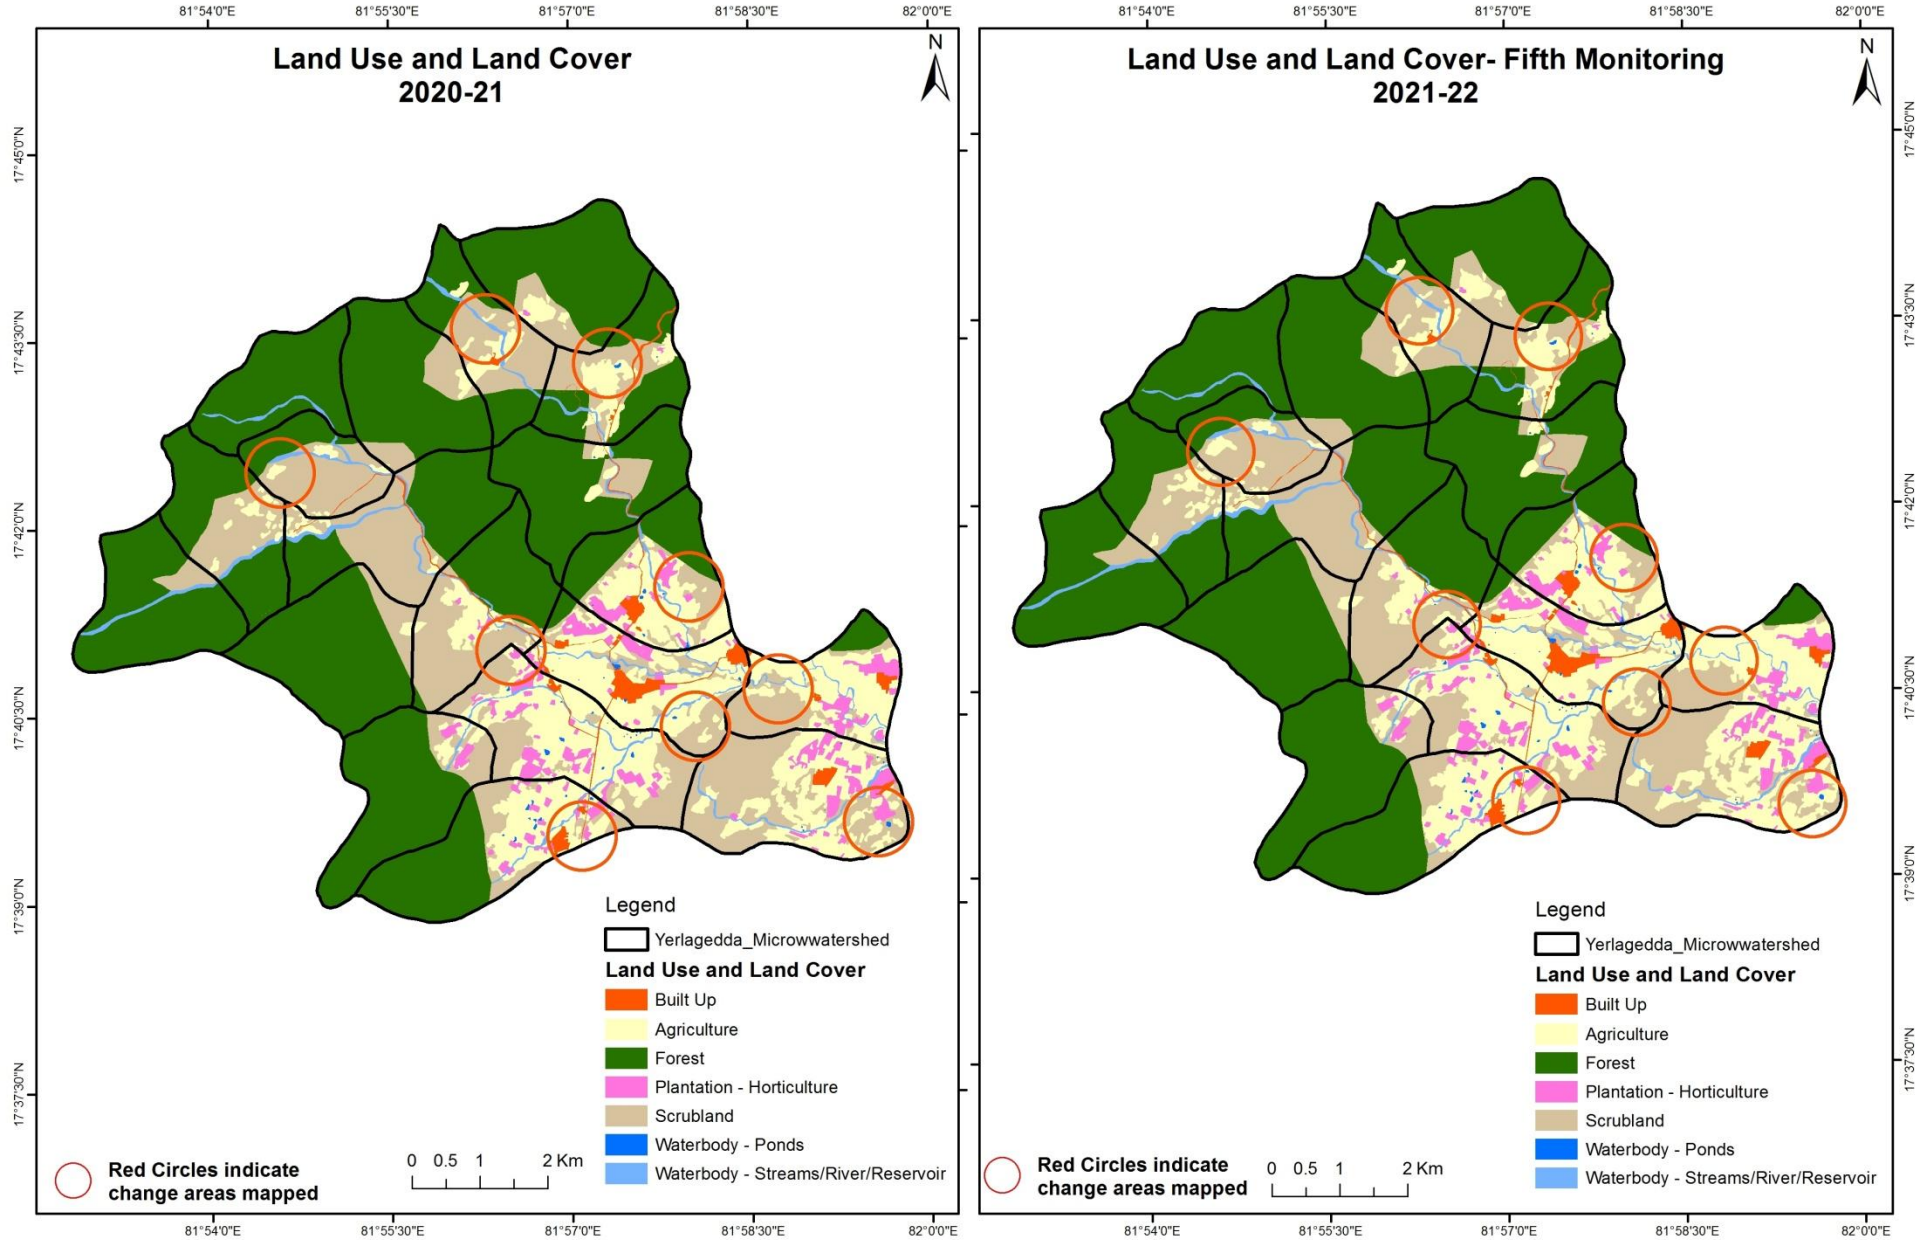 81°54'0"E 81°55'30"E 81°57'0"E 81°58'30"E 82°0'0"E
Land Use and Land Cover
2020-21
N
17°45'0"N
17°43'30"N
17°42'0"N
17°40'30"N
17°39'0"N
17°37'30"N
Legend
Yerlagedda_Microwwatershed
Land Use and Land Cover
Built Up
Agriculture
Forest
Plantation - Horticulture
Scrubland
Waterbody - Ponds
Waterbody - Streams/River/Reservoir
Red Circles indicate
change areas mapped
0 0.5 1 2 Km
81°54'0"E 81°55'30"E 81°57'0"E 81°58'30"E 82°0'0"E
81°54'0"E 81°55'30"E 81°57'0"E 81°58'30"E 82°0'0"E
Land Use and Land Cover- Fifth Monitoring
2021-22
N
17°45'0"N
17°43'30"N
17°42'0"N
17°40'30"N
17°39'0"N
17°37'30"N
Legend
Yerlagedda_Microwwatershed
Land Use and Land Cover
Built Up
Agriculture
Forest
Plantation - Horticulture
Scrubland
Waterbody - Ponds
Waterbody - Streams/River/Reservoir
Red Circles indicate
change areas mapped
0 0.5 1 2 Km
81°54'0"E 81°55'30"E 81°57'0"E 81°58'30"E 82°0'0"E